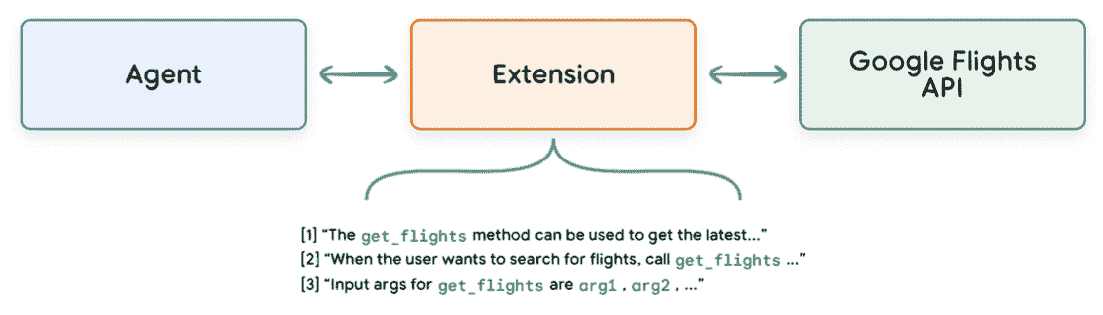 Agent
Extension
Google Flights
API
[1] “The get_flights method can be used to get the latest...”
[2] “When the user wants to search for flights, call get_flights ...”
[3] “Input args for get_flights are arg1 , arg2 , ...”